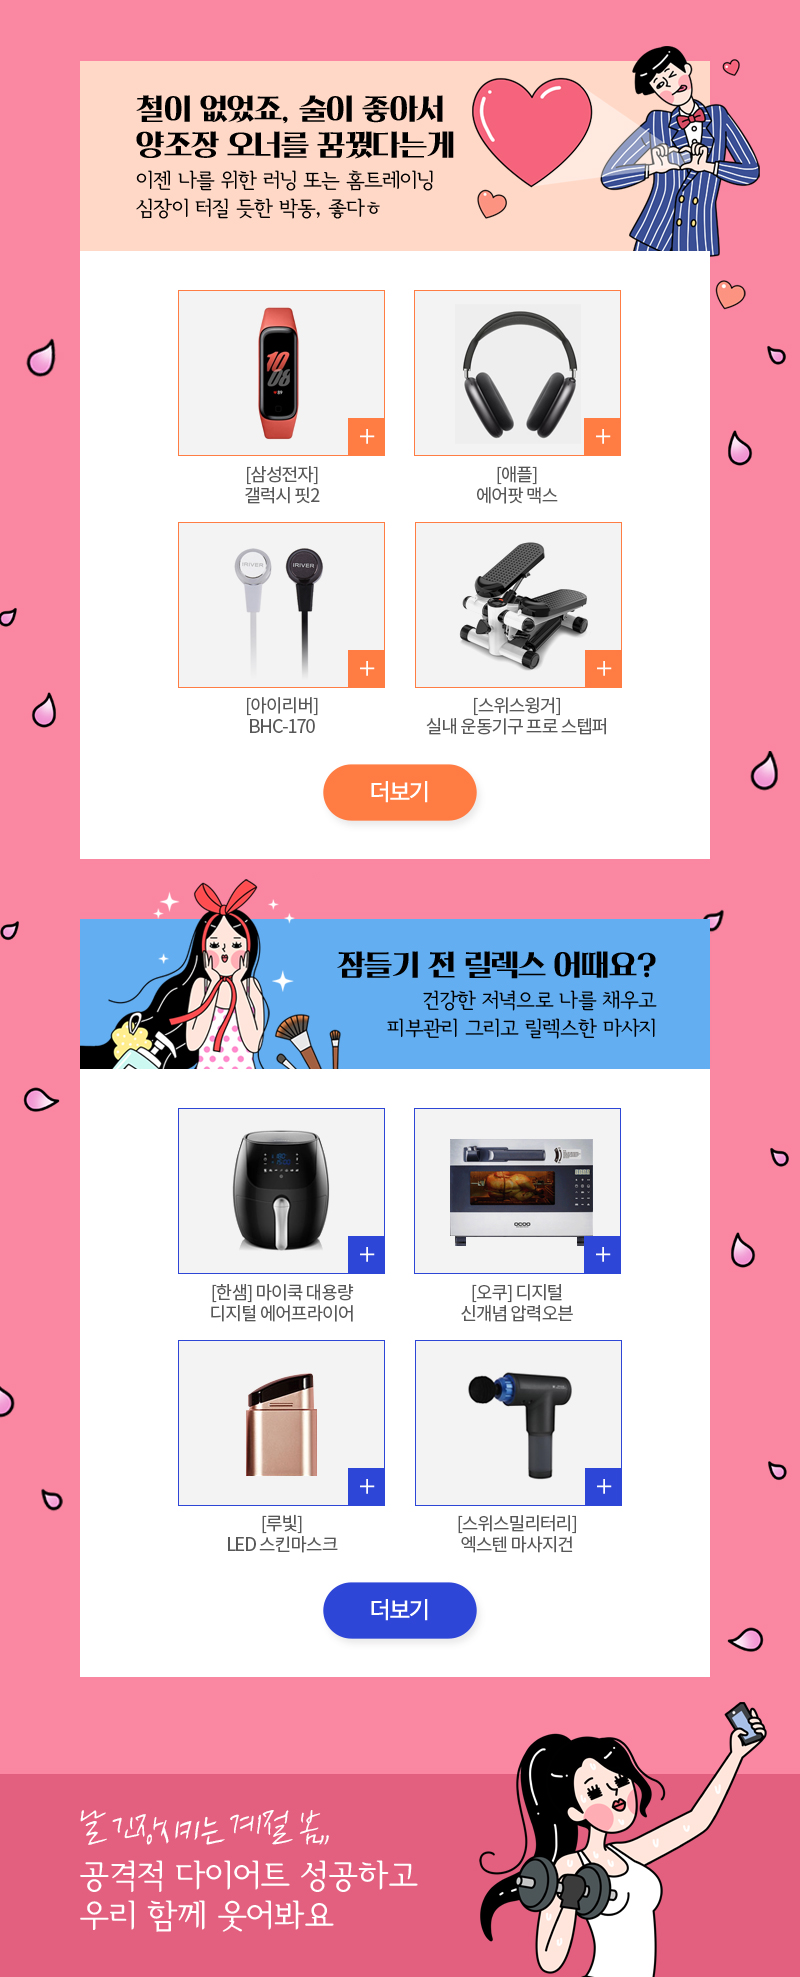 철이 없었죠, 술이 좋아서
양조장 오너를 꿈꿨다는게
이젠 나를 위한 러닝 또는 홈트레이닝
심장이 터질 듯한 박동, 좋다ㅎ
10
08
[삼성전자]
갤럭시 핏2
[애플]
에어팟 맥스
IRIVER
IRIVER
[아이리버]
BHC-170
[스위스윙거]
실내 운동기구 프로 스텝퍼
더보기
잠들기 전 릴렉스 어때요?
건강한 저녁으로 나를 채우고
피부관리 그리고 릴렉스한 마사지
[한샘] 마이쿡 대용량
디지털 에어프라이어
OCOO
[오쿠] 디지털
신개념 압력오븐
[루빛]
LED 스킨마스크
[스위스밀리터리]
엑스텐 마사지건
더보기
날 긴장시키는 계절 봄,,,
공격적 다이어트 성공하고
우리 함께 웃어봐요